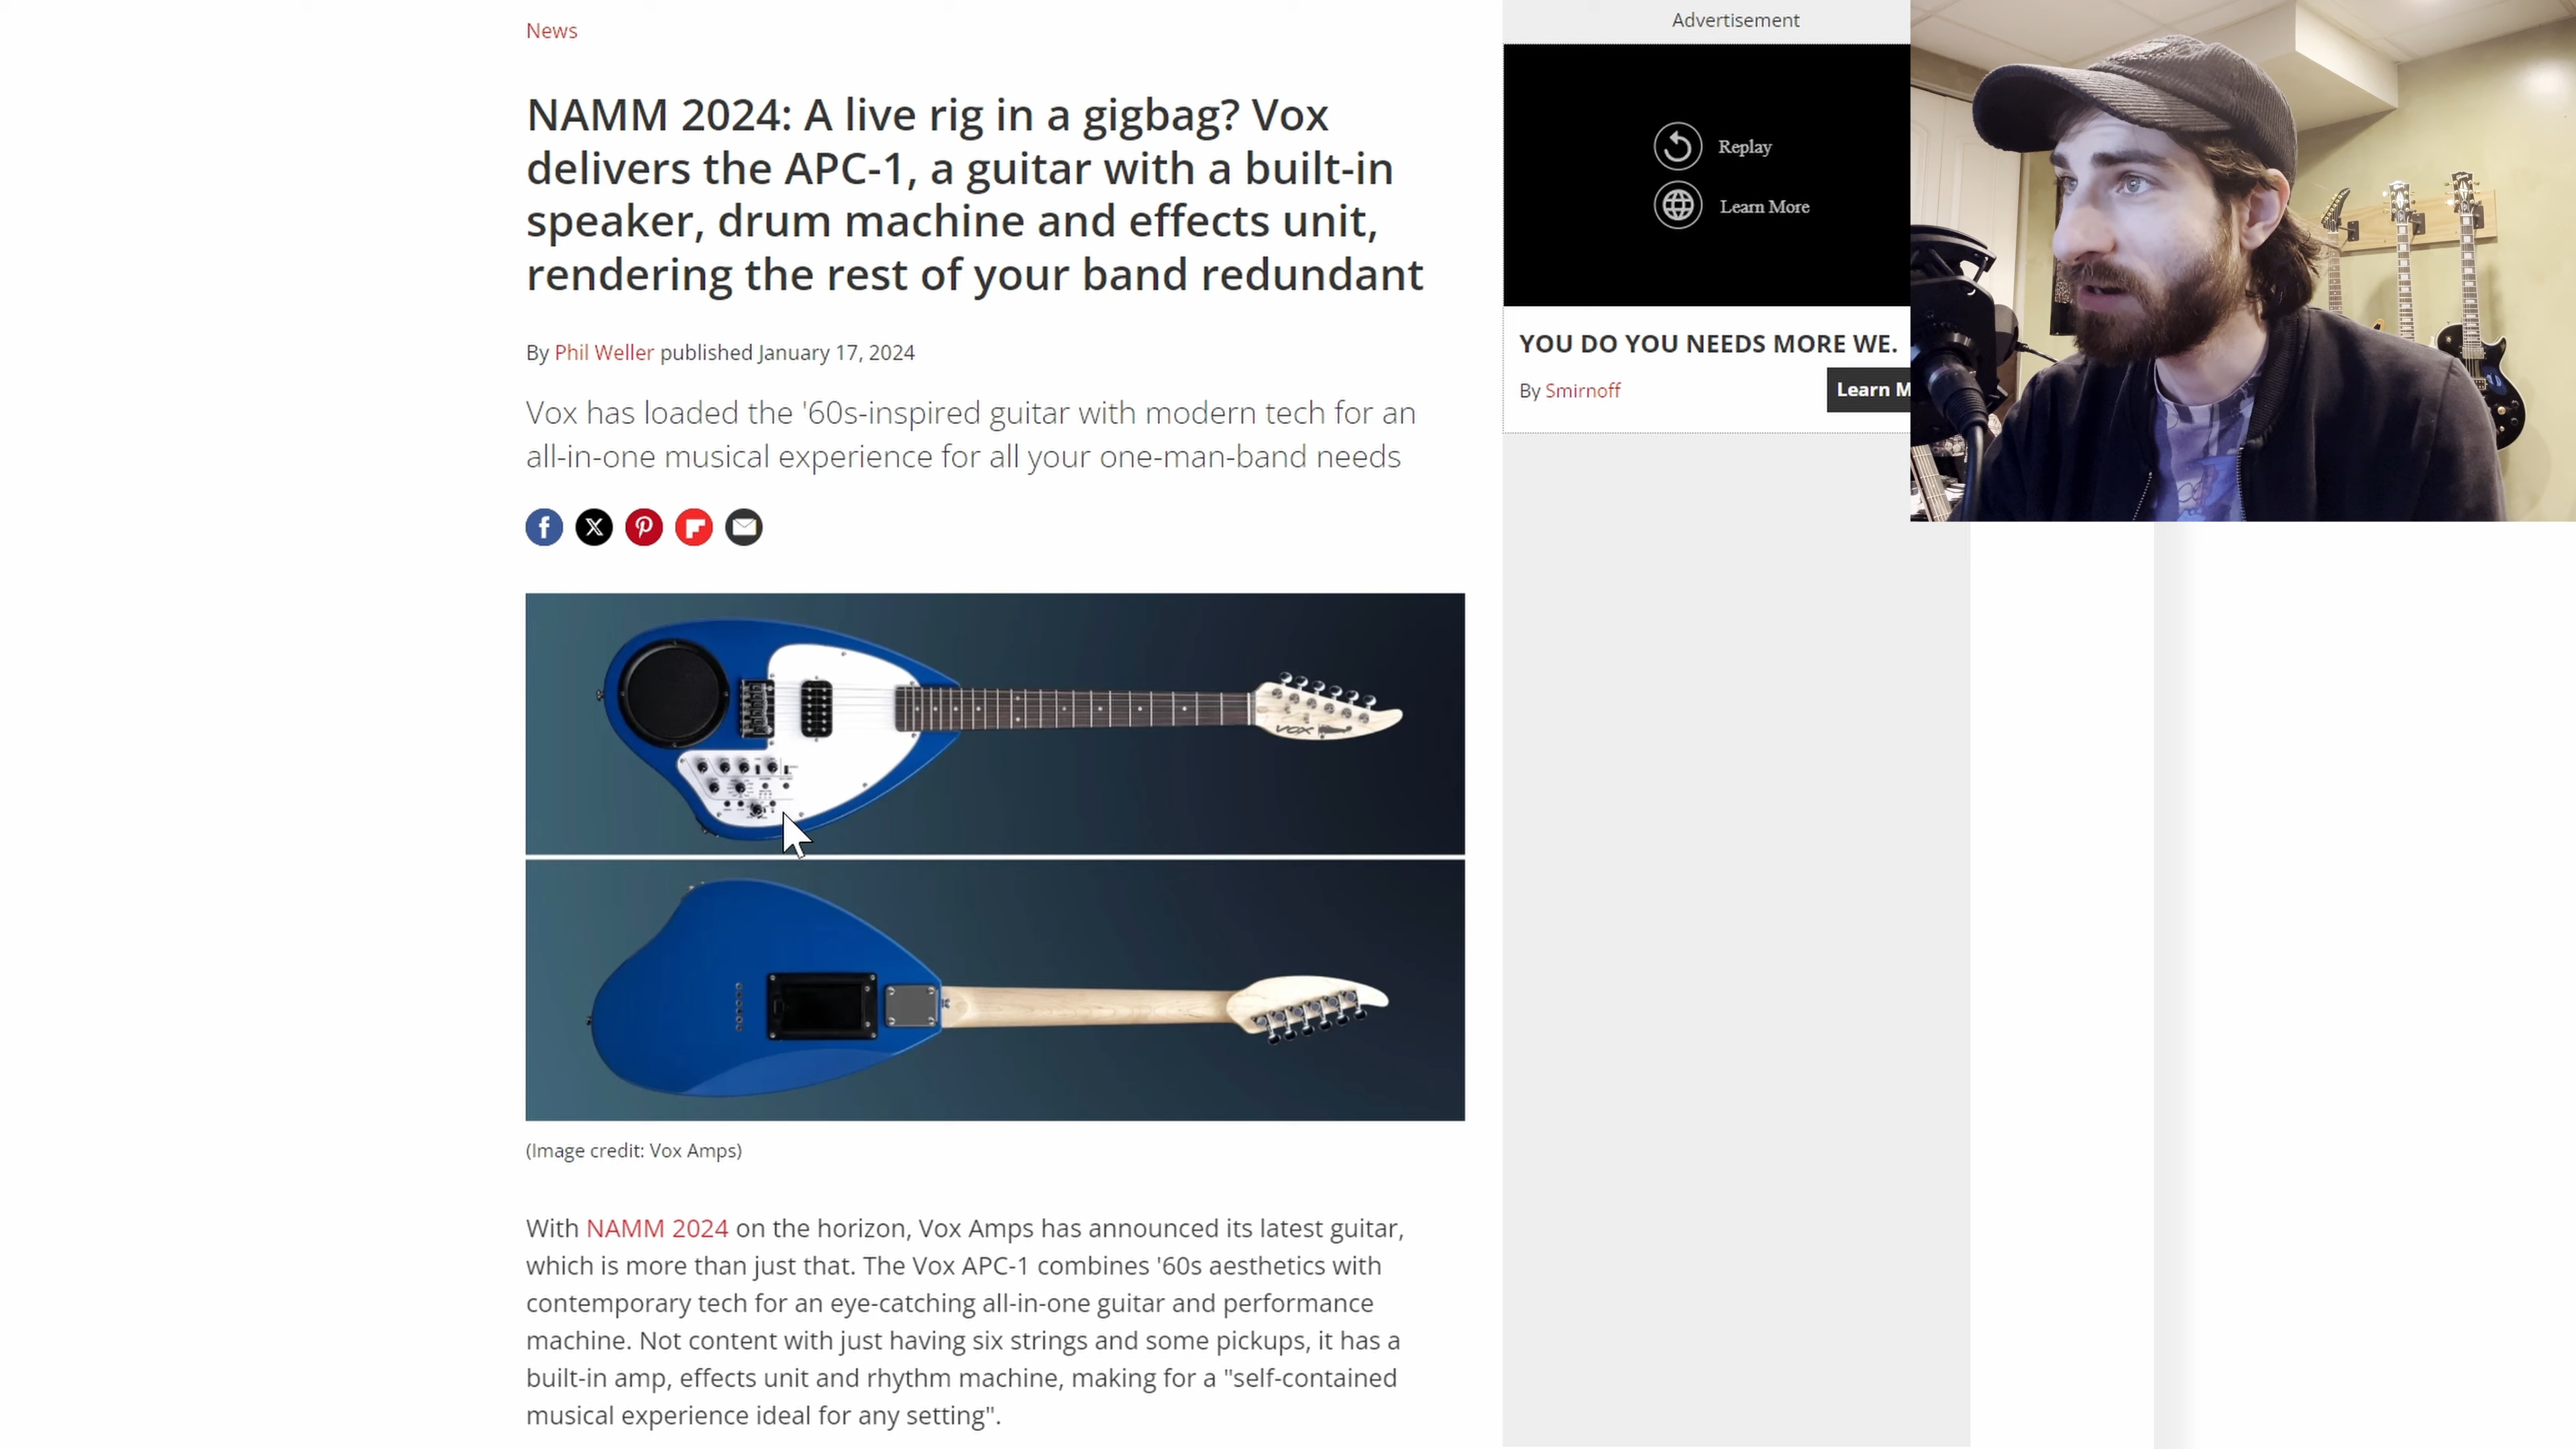 News
NAMM 2024: A live rig in a gigbag? Vox
delivers the APC-1, a guitar with a built-in
speaker, drum machine and effects unit,
rendering the rest of your band redundant
By Phil Weller published January 17, 2024
Vox has loaded the '60s-inspired guitar with modern tech for an
all-in-one musical experience for all your one-man-band needs
VOX
(Image credit: Vox Amps)
With NAMM 2024 on the horizon, Vox Amps has announced its latest guitar,
which is more than just that. The Vox APC-1 combines '60s aesthetics with
contemporary tech for an eye-catching all-in-one guitar and performance
machine. Not content with just having six strings and some pickups, it has a
built-in amp, effects unit and rhythm machine, making for a "self-contained
musical experience ideal for any setting".
Advertisement
Replay
Learn More
YOU DO YOU NEEDS MORE WE.
By Smirnoff
Learn M